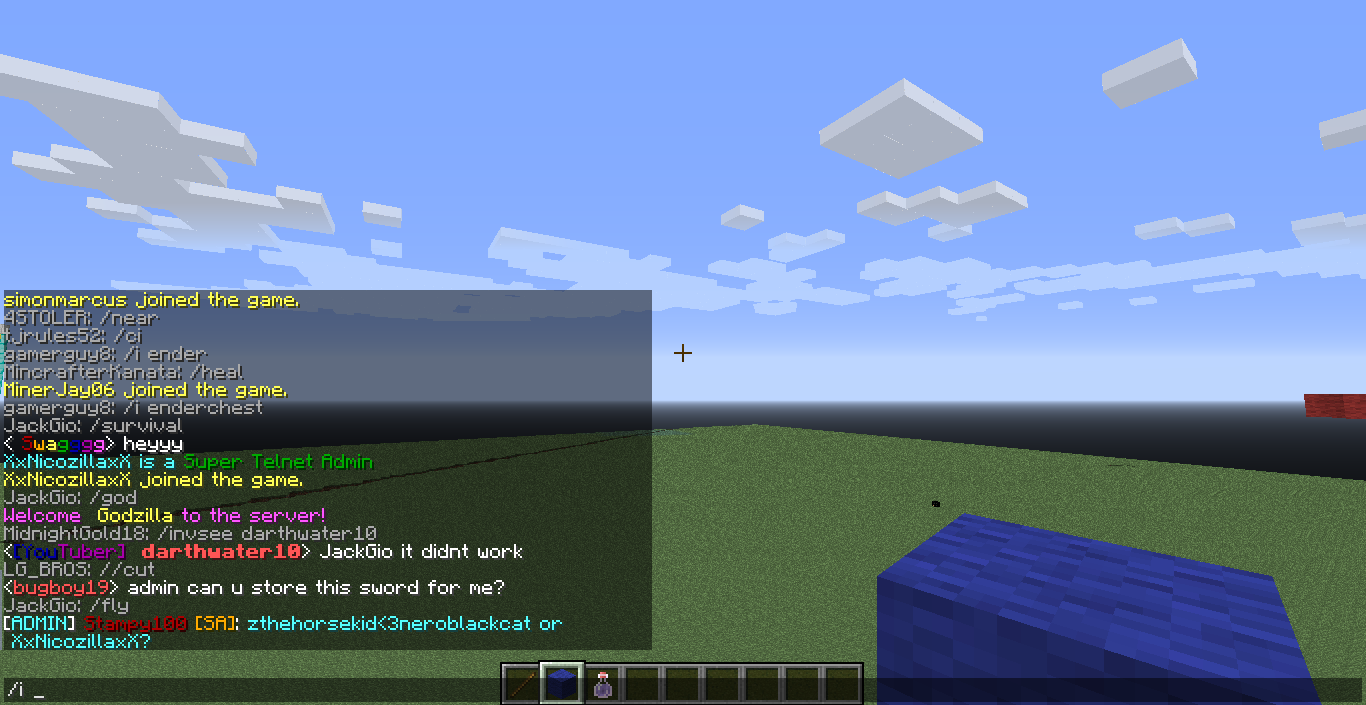 simonmarcus joined the game.
4STOLER: /near
tjrules52: /ci
gamerguy8: /i ender
MincrafterKanata: /heal
MinerJay06 joined the game.
gamerguy8: /i enderchest
JackGio: /survival
< Swagggg> heyyy
XxNicozillaxX is a Super Telnet Admin
XxNicozillaxX joined the game.
JackGio: /god
Welcome  Godzilla to the server!
MidnightGold18: /invsee darthwater10
<[YouTuber]  darthwater10> JackGio it didnt work
LG_BROS: //cut
<bugboy19> admin can u store this sword for me?
JackGio: /fly
[ADMIN] Stampy100 [SA]: zthehorsekid<3neroblackcat or
XxNicozillaxX?
/i _